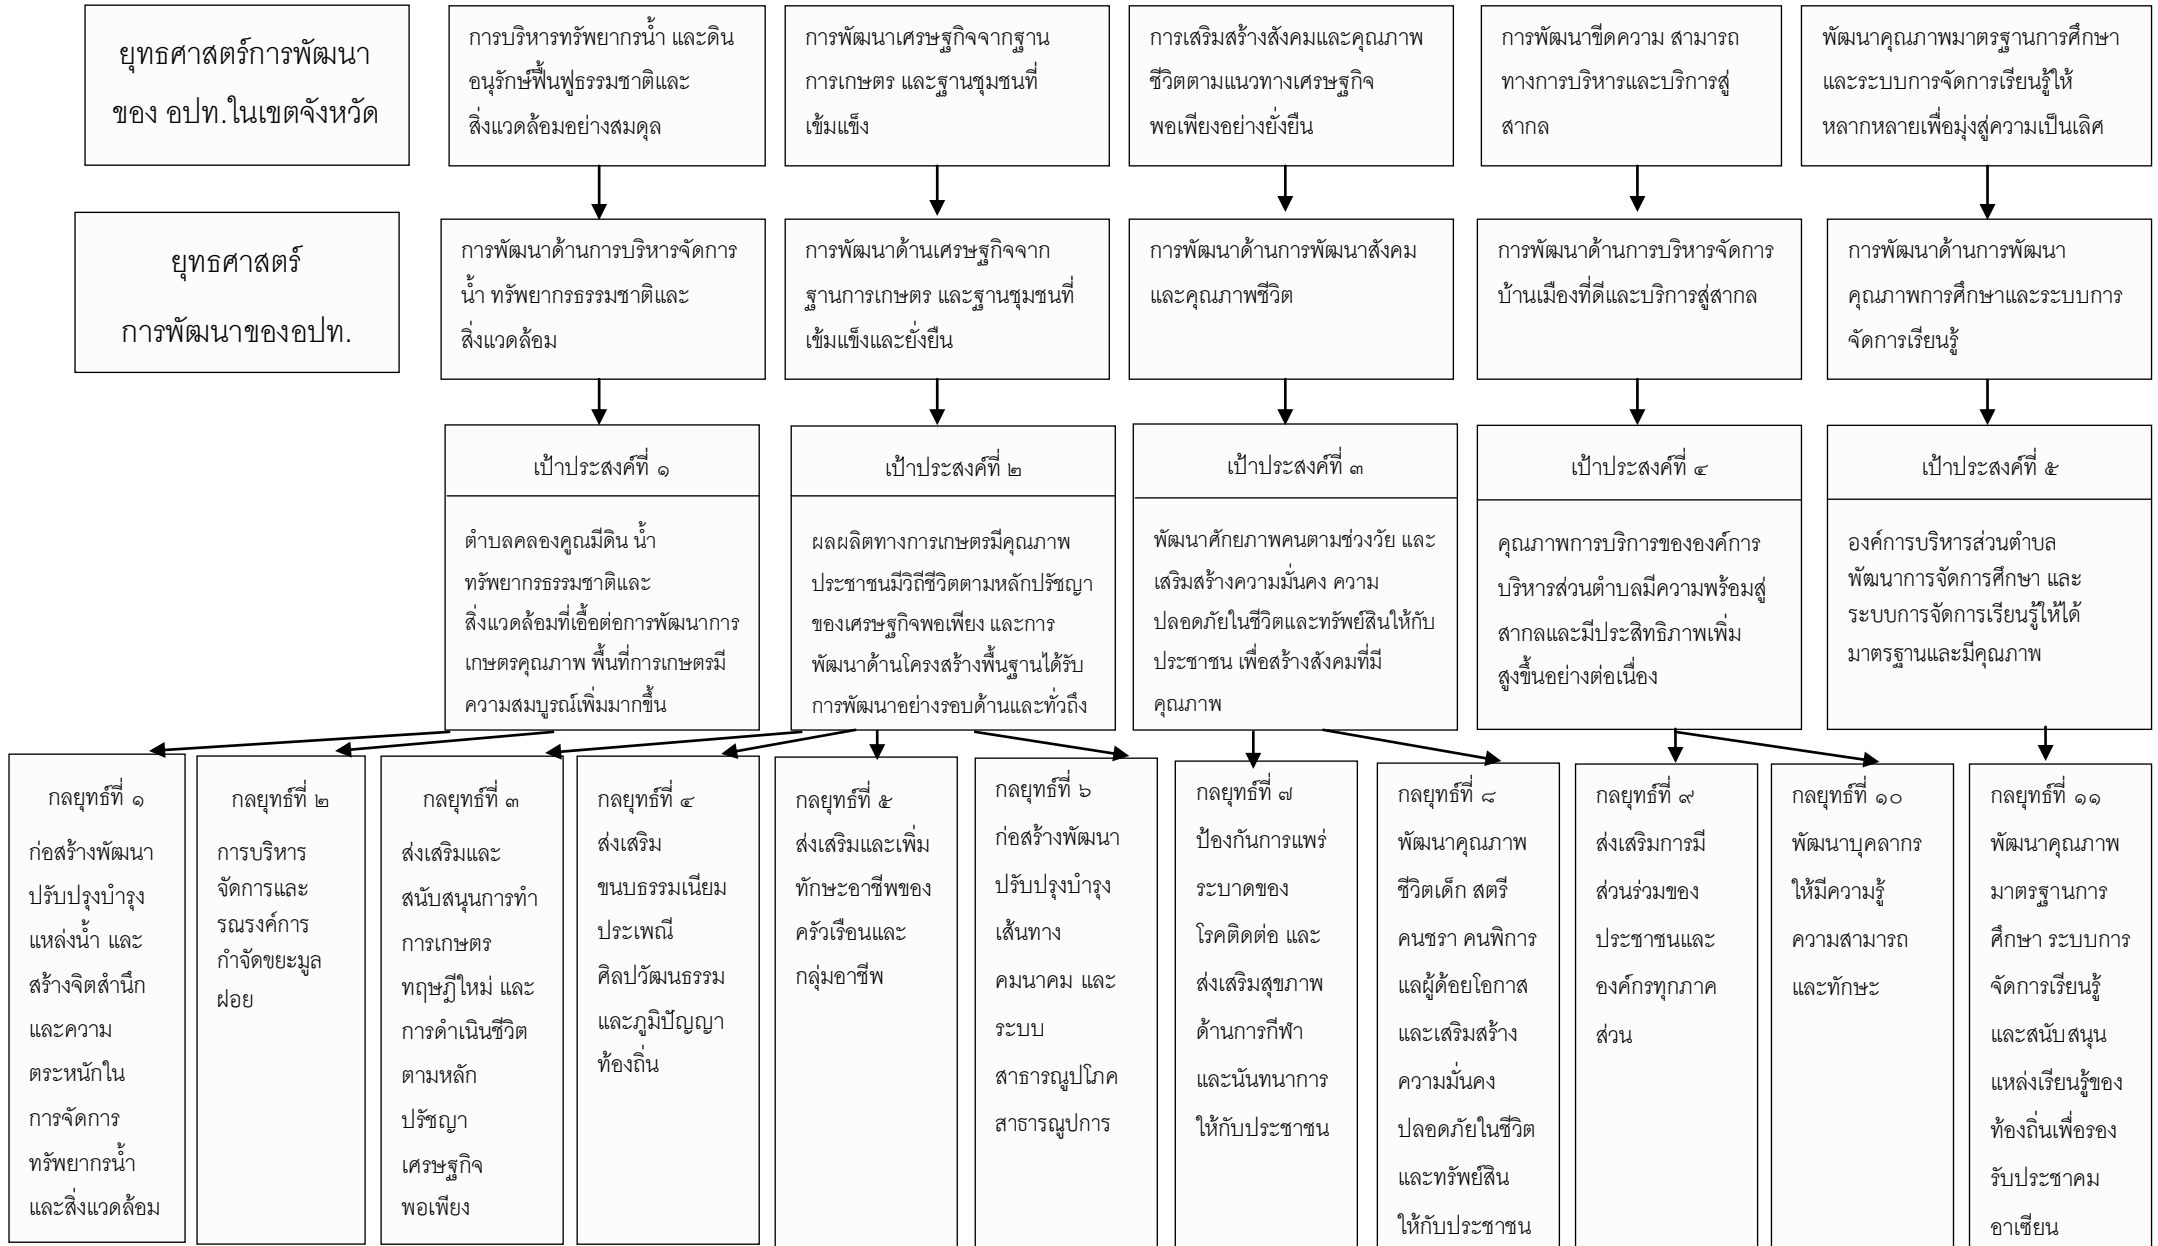 ยุทธศาสตร์การพัฒนา
ของ อปท.ในเขตจังหวัด
การบริหารทรัพยากรน้ำ และดิน
อนุรักษ์ฟื้นฟูธรรมชาติและ
สิ่งแวดล้อมอย่างสมดุล
การพัฒนาเศรษฐกิจจากฐาน
การเกษตร และฐานชุมชนที่
เข้มแข็ง
การเสริมสร้างสังคมและคุณภาพ
ชีวิตตามแนวทางเศรษฐกิจ
พอเพียงอย่างยั่งยืน
การพัฒนาขีดความ สามารถ
ทางการบริหารและบริการสู่
สากล
พัฒนาคุณภาพมาตรฐานการศึกษา
และระบบการจัดการเรียนรู้ให้
หลากหลายเพื่อมุ่งสู่ความเป็นเลิศ
ยุทธศาสตร์
การพัฒนาของอปท.
การพัฒนาด้านการบริหารจัดการ
น้ำ ทรัพยากรธรรมชาติและ
สิ่งแวดล้อม
การพัฒนาด้านเศรษฐกิจจาก
ฐานการเกษตร และฐานชุมชนที่
เข้มแข็งและยั่งยืน
การพัฒนาด้านการพัฒนาสังคม
และคุณภาพชีวิต
การพัฒนาด้านการบริหารจัดการ
บ้านเมืองที่ดีและบริการสู่สากล
การพัฒนาด้านการพัฒนา
คุณภาพการศึกษาและระบบการ
จัดการเรียนรู้
เป้าประสงค์ที่ ๑
ตำบลคลองคูณมีดิน น้ำ
ทรัพยากรธรรมชาติและ
สิ่งแวดล้อมที่เอื้อต่อการพัฒนาการ
เกษตรคุณภาพ พื้นที่การเกษตรมี
ความสมบูรณ์เพิ่มมากขึ้น
เป้าประสงค์ที่ ๒
ผลผลิตทางการเกษตรมีคุณภาพ
ประชาชนมีวิถีชีวิตตามหลักปรัชญา
ของเศรษฐกิจพอเพียง และการ
พัฒนาด้านโครงสร้างพื้นฐานได้รับ
การพัฒนาอย่างรอบด้านและทั่วถึง
เป้าประสงค์ที่ ๓
พัฒนาศักยภาพคนตามช่วงวัย และ
เสริมสร้างความมั่นคง ความ
ปลอดภัยในชีวิตและทรัพย์สินให้กับ
ประชาชน เพื่อสร้างสังคมที่มี
คุณภาพ
เป้าประสงค์ที่ ๔
คุณภาพการบริการขององค์การ
บริหารส่วนตำบลมีความพร้อมสู่
สากลและมีประสิทธิภาพเพิ่ม
สูงขึ้นอย่างต่อเนื่อง
เป้าประสงค์ที่ ๕
องค์การบริหารส่วนตำบล
พัฒนาการจัดการศึกษา และ
ระบบการจัดการเรียนรู้ให้ได้
มาตรฐานและมีคุณภาพ
กลยุทธ์ที่ ๑
ก่อสร้างพัฒนา
ปรับปรุงบำรุง
แหล่งน้ำ และ
สร้างจิตสำนึก
และความ
ตระหนักใน
การจัดการ
ทรัพยากรน้ำ
และสิ่งแวดล้อม
กลยุทธ์ที่ ๒
การบริหาร
จัดการและ
รณรงค์การ
กำจัดขยะมูล
ฝอย
กลยุทธ์ที่ ๓
ส่งเสริมและ
สนับสนุนการทำ
การเกษตร
ทฤษฎีใหม่ และ
การดำเนินชีวิต
ตามหลัก
ปรัชญา
เศรษฐกิจ
พอเพียง
กลยุทธ์ที่ ๔
ส่งเสริม
ขนบธรรมเนียม
ประเพณี
ศิลปวัฒนธรรม
และภูมิปัญญา
ท้องถิ่น
กลยุทธ์ที่ ๕
ส่งเสริมและเพิ่ม
ทักษะอาชีพของ
ครัวเรือนและ
กลุ่มอาชีพ
กลยุทธ์ที่ ๖
ก่อสร้างพัฒนา
ปรับปรุงบำรุง
เส้นทาง
คมนาคม และ
ระบบ
สาธารณูปโภค
สาธารณูปการ
กลยุทธ์ที่ ๗
ป้องกันการแพร่
ระบาดของ
โรคติดต่อ และ
ส่งเสริมสุขภาพ
ด้านการกีฬา
และนันทนาการ
ให้กับประชาชน
กลยุทธ์ที่ ๘
พัฒนาคุณภาพ
ชีวิตเด็ก สตรี
คนชรา คนพิการ
แลผู้ด้อยโอกาส
และเสริมสร้าง
ความมั่นคง
ปลอดภัยในชีวิต
และทรัพย์สิน
ให้กับประชาชน
กลยุทธ์ที่ ๙
ส่งเสริมการมี
ส่วนร่วมของ
ประชาชนและ
องค์กรทุกภาค
ส่วน
กลยุทธ์ที่ ๑๐
พัฒนาบุคลากร
ให้มีความรู้
ความสามารถ
และทักษะ
กลยุทธ์ที่ ๑๑
พัฒนาคุณภาพ
มาตรฐานการ
ศึกษา ระบบการ
จัดการเรียนรู้
และสนับสนุน
แหล่งเรียนรู้ของ
ท้องถิ่นเพื่อรอง
รับประชาคม
อาเซียน